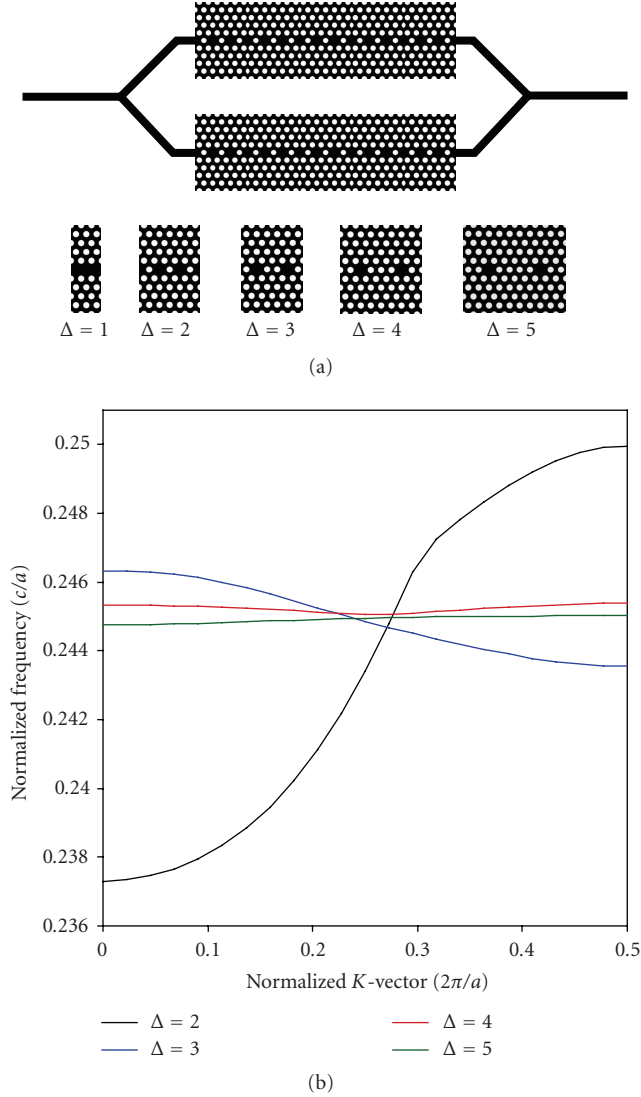 Δ = 1
Δ = 2
Δ = 3
Δ = 4
Δ = 5
(a)
0.25
0.248
0.246
0.244
0.242
0.24
0.238
0.236
Normalized frequency (c/a)
0
0.1
0.2
0.3
0.4
0.5
Normalized K-vector (2π/a)
Δ = 2
Δ = 4
Δ = 3
Δ = 5
(b)